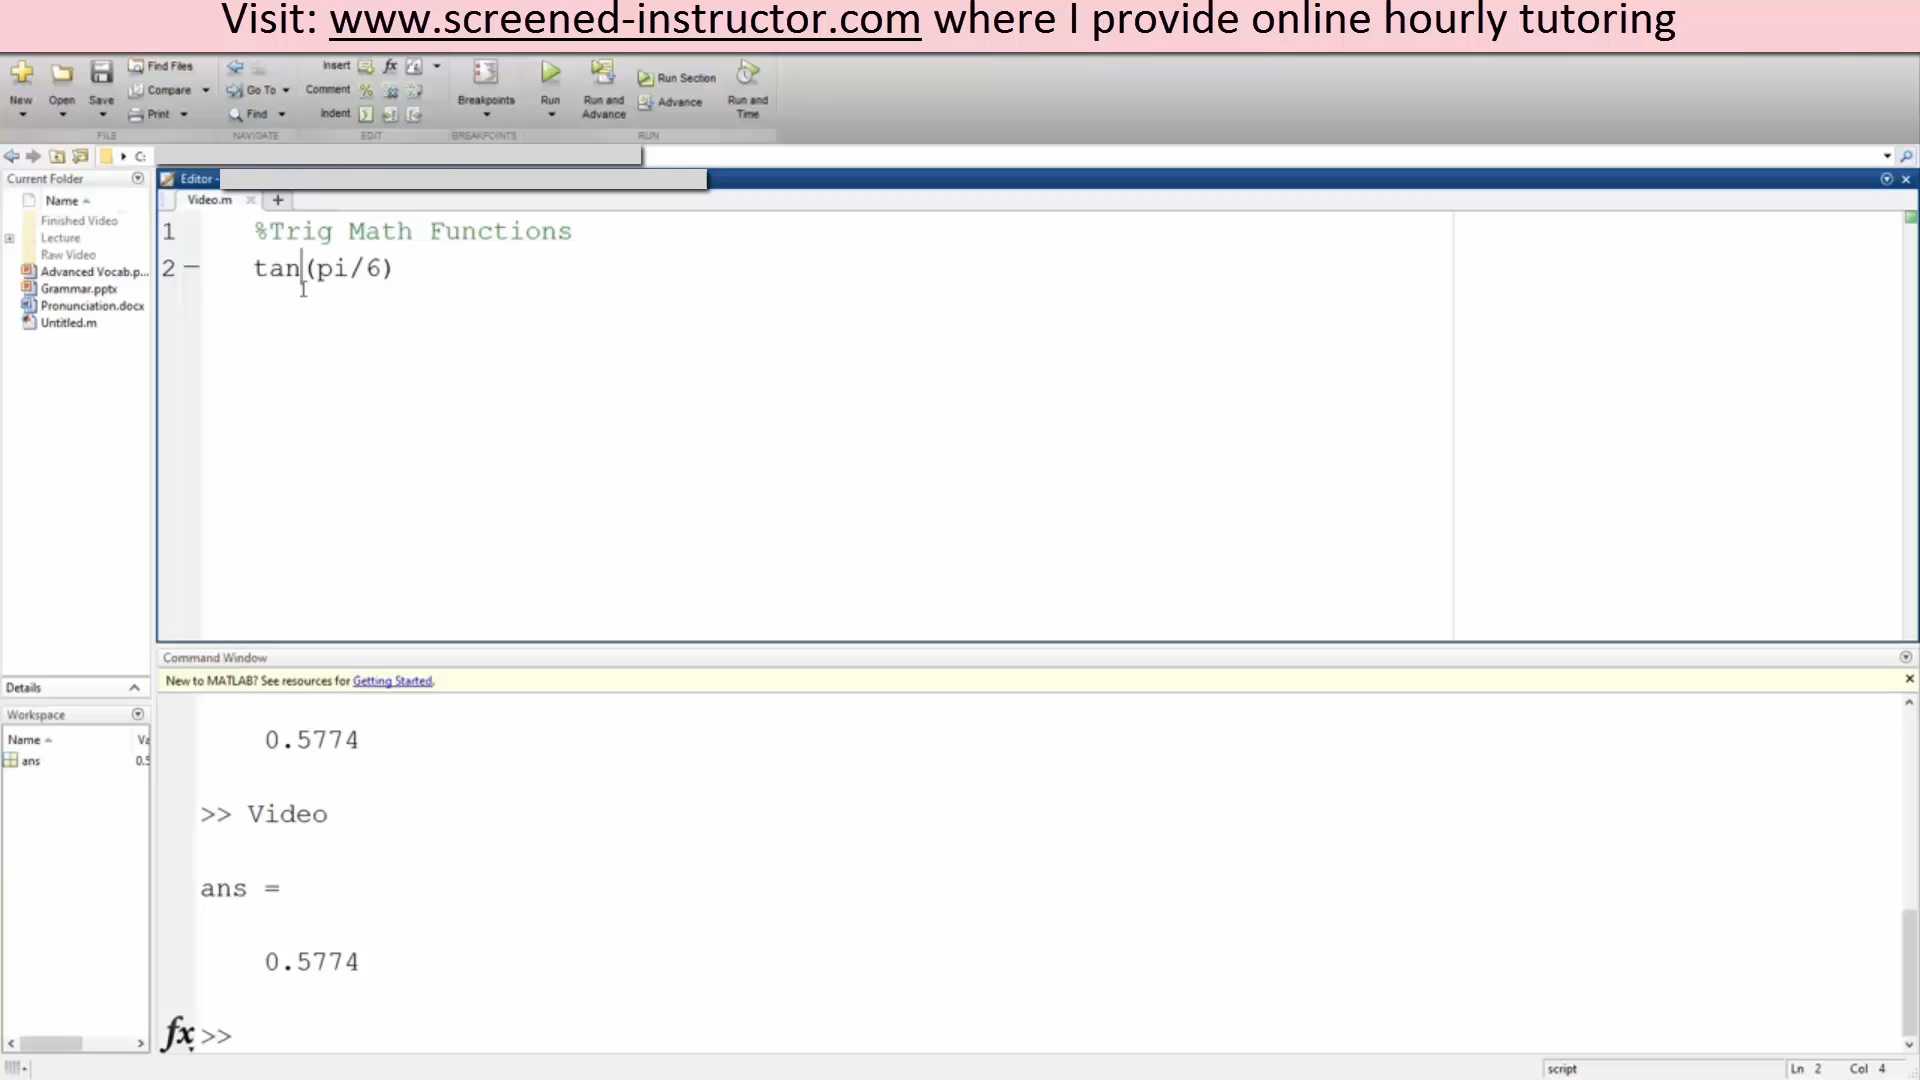 Visit: www.screened-instructor.com where I provide online hourly tutoring
New
Open
Save
Find Files
Compare
Print
FILE
Go To
Find
NAVIGATE
Insert
fx
Comment
%
Indent
EDIT
Breakpoints
BREAKPOINTS
Run
Run and Advance
Run Section
Advance
Run and Time
RUN
C:
Current Folder
Name
Finished Video
Lecture
Raw Video
Advanced Vocab.p...
Grammar.pptx
Pronunciation.docx
Untitled.m
Details
Workspace
Name
Va
ans
0.5
Editor -
Video.m
+
1 %Trig Math Functions
2 – tan(pi/6)
Command Window
New to MATLAB? See resources for Getting Started.
0.5774
>> Video
ans =
0.5774
fx >>
script
Ln 2 Col 4